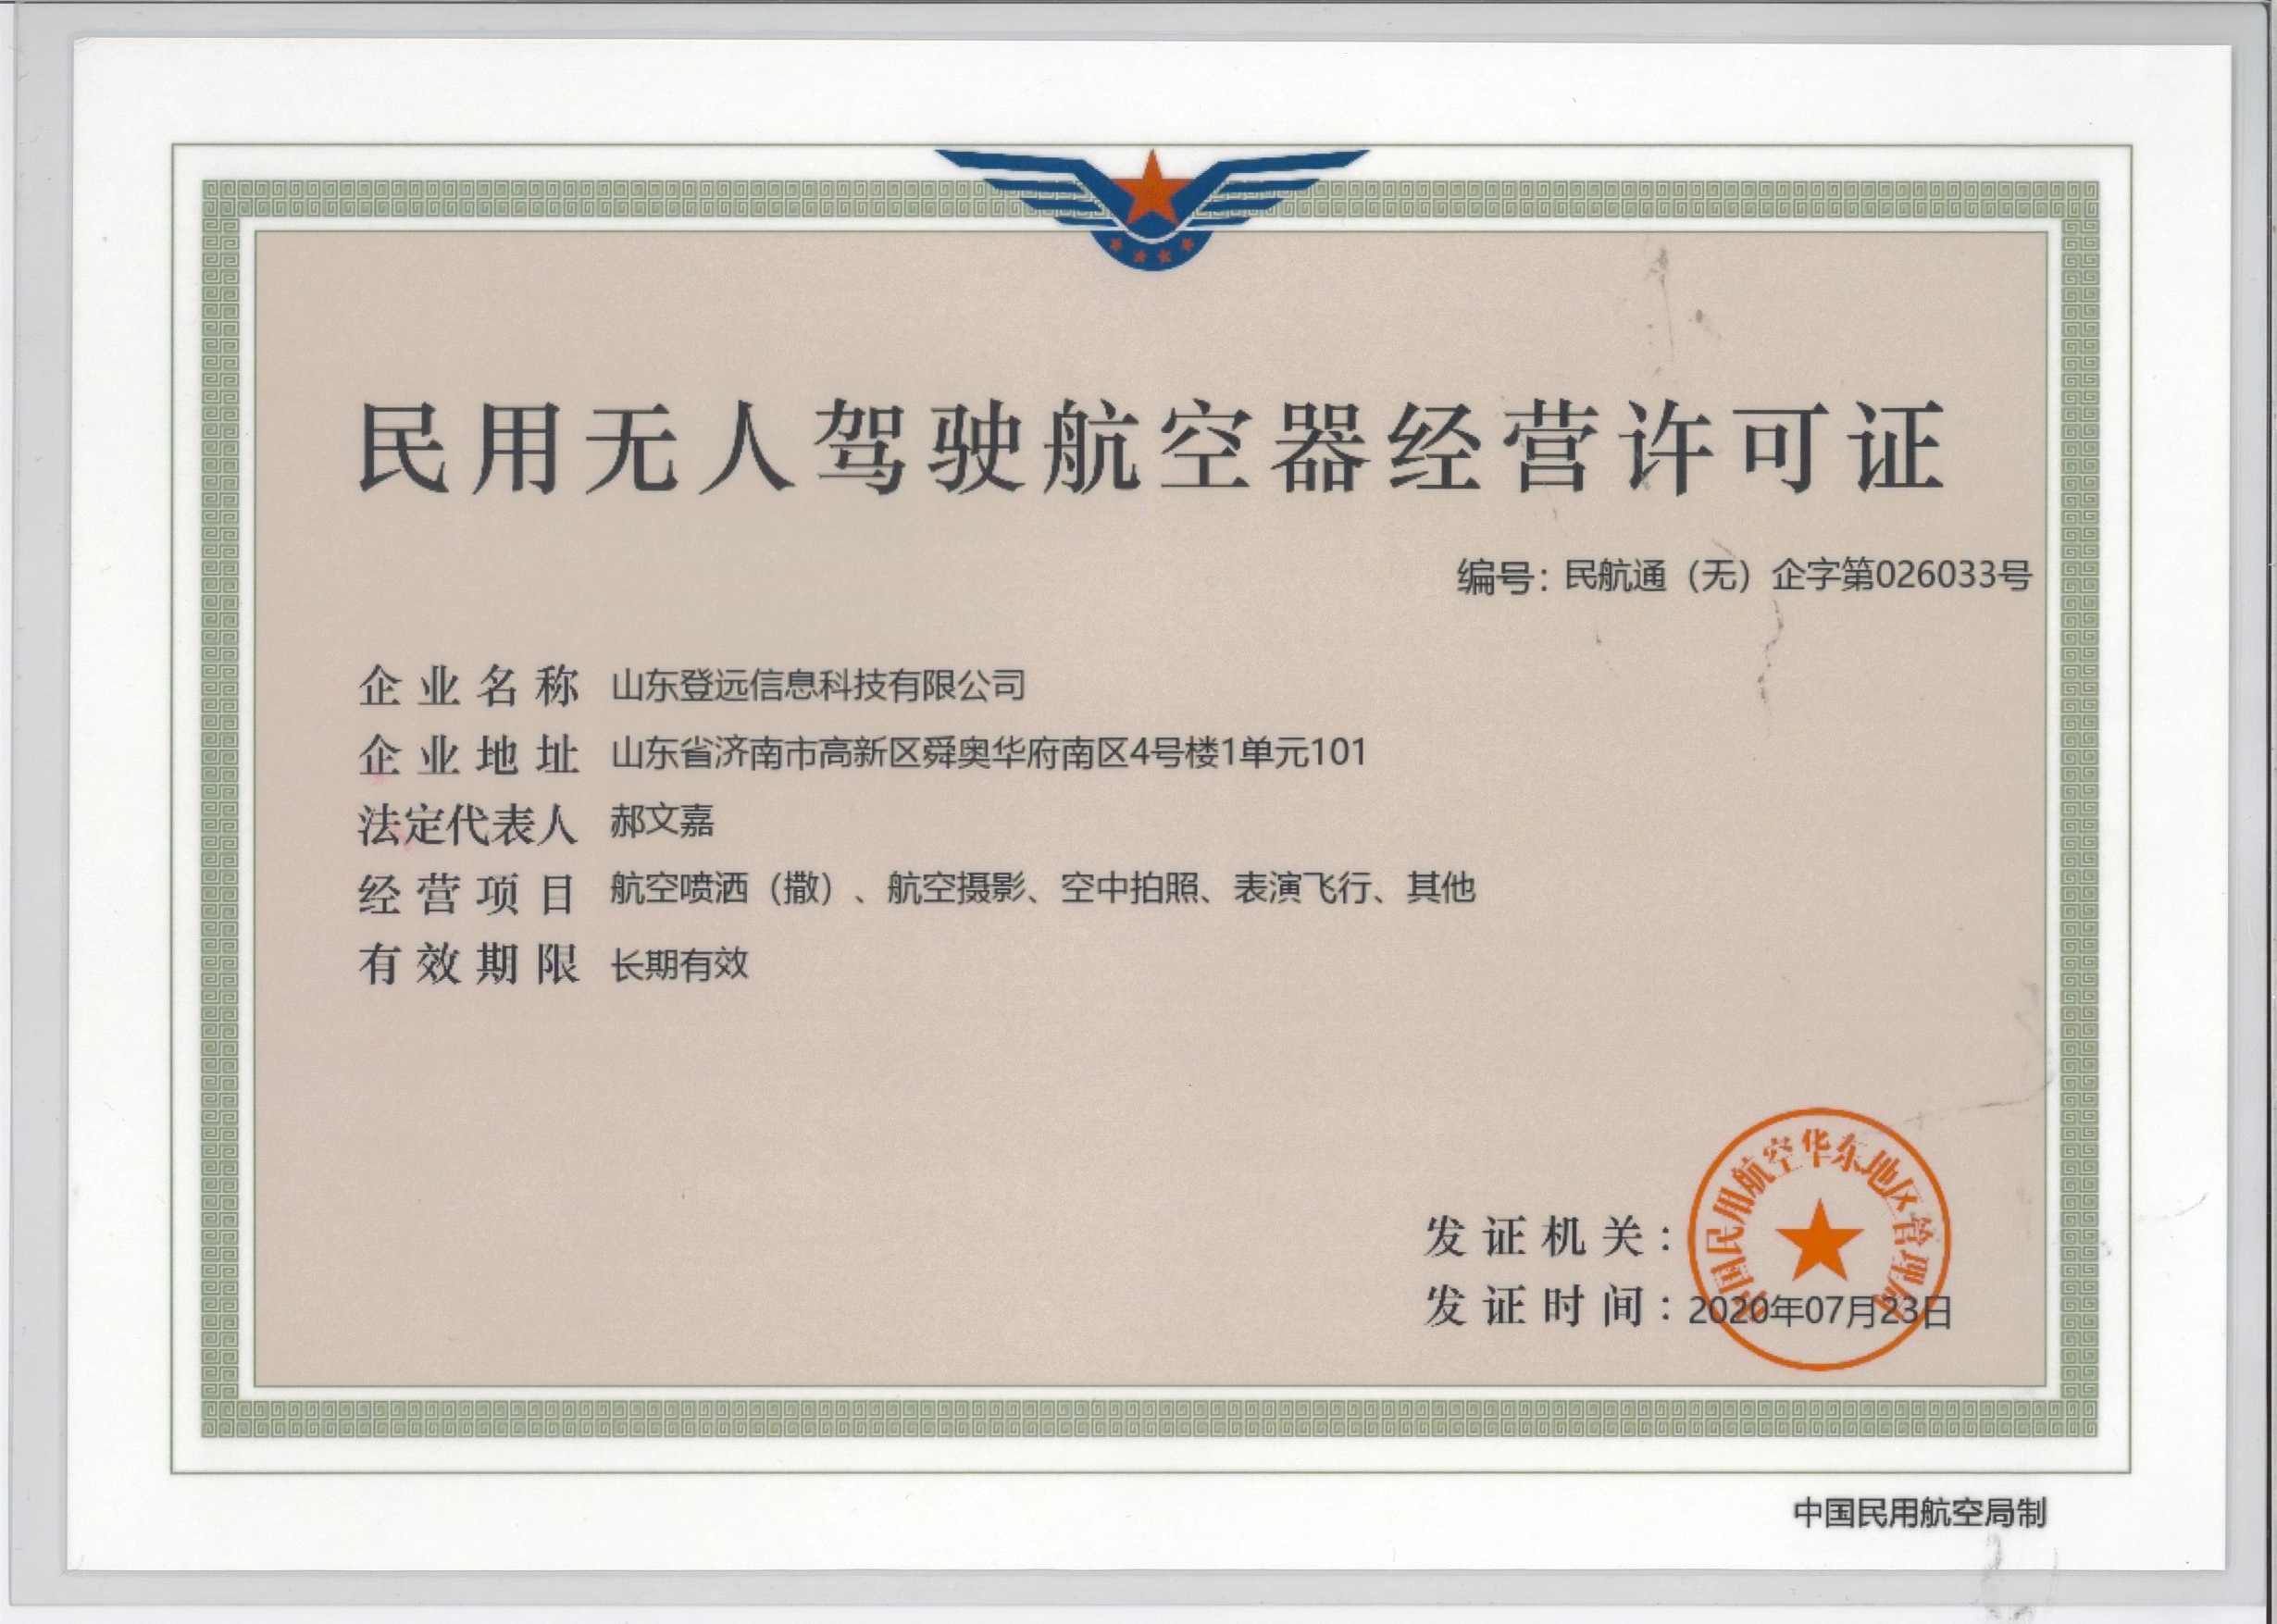 民用无人驾驶航空器经营许可证
编号：民航通（无）企字第026033号
企业名称 山东登远信息科技有限公司
企业地址 山东省济南市高新区舜奥华府南区4号楼1单元101
法定代表人 郝文嘉
经营项目 航空喷洒（撒）、航空摄影、空中拍照、表演飞行、其他
有效期限 长期有效
发证机关：
中国民用航空华东地区管理局
发证时间：2020年07月23日
中国民用航空局制